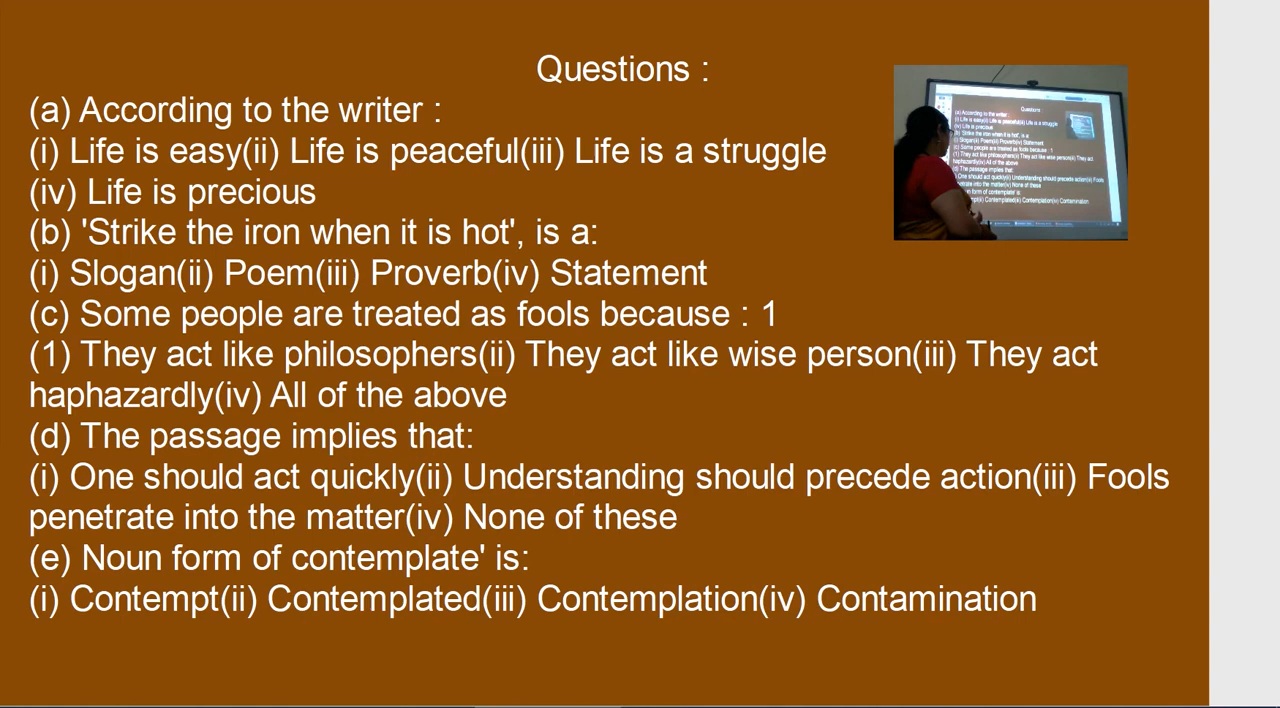 Questions :
(a) According to the writer :
(i) Life is easy(ii) Life is peaceful(iii) Life is a struggle
(iv) Life is precious
(b) 'Strike the iron when it is hot', is a:
(i) Slogan(ii) Poem(iii) Proverb(iv) Statement
(c) Some people are treated as fools because : 1
(1) They act like philosophers(ii) They act like wise person(iii) They act
haphazardly(iv) All of the above
(d) The passage implies that:
(i) One should act quickly(ii) Understanding should precede action(iii) Fools
penetrate into the matter(iv) None of these
(e) Noun form of contemplate' is:
(i) Contempt(ii) Contemplated(iii) Contemplation(iv) Contamination